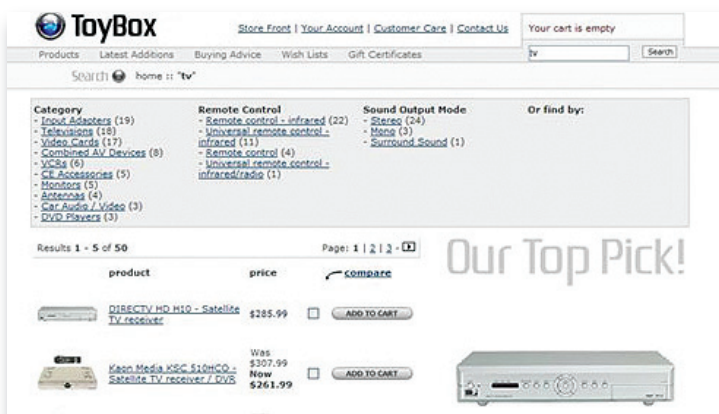 ToyBox
Store Front | Your Account | Customer Care | Contact Us
Your cart is empty
Products Latest Additions Buying Advice Wish Lists Gift Certificates
tv Search
Search home :: "tv"
Category
- Input Adapters (19)
- Televisions (18)
- Video Cards (17)
- Combined AV Devices (8)
- VCRs (6)
- CE Accessories (5)
- Monitors (5)
- Antennas (4)
- Car Audio / Video (3)
- DVD Players (3)
Remote Control
- Remote control - infrared (22)
- Universal remote control -
infrared (11)
- Remote control (4)
- Universal remote control -
infrared/radio (1)
Sound Output Mode
- Stereo (24)
- Mono (3)
- Surround Sound (1)
Or find by:
Results 1 - 5 of 50 Page: 1 | 2 | 3 -
product price compare
DIRECTV HD H10 - Satellite
TV receiver
$285.99
ADD TO CART
Kaon Media KSC 510HCO -
Satellite TV receiver / DVR
Was
$307.99
Now
$261.99
ADD TO CART
Our Top Pick!